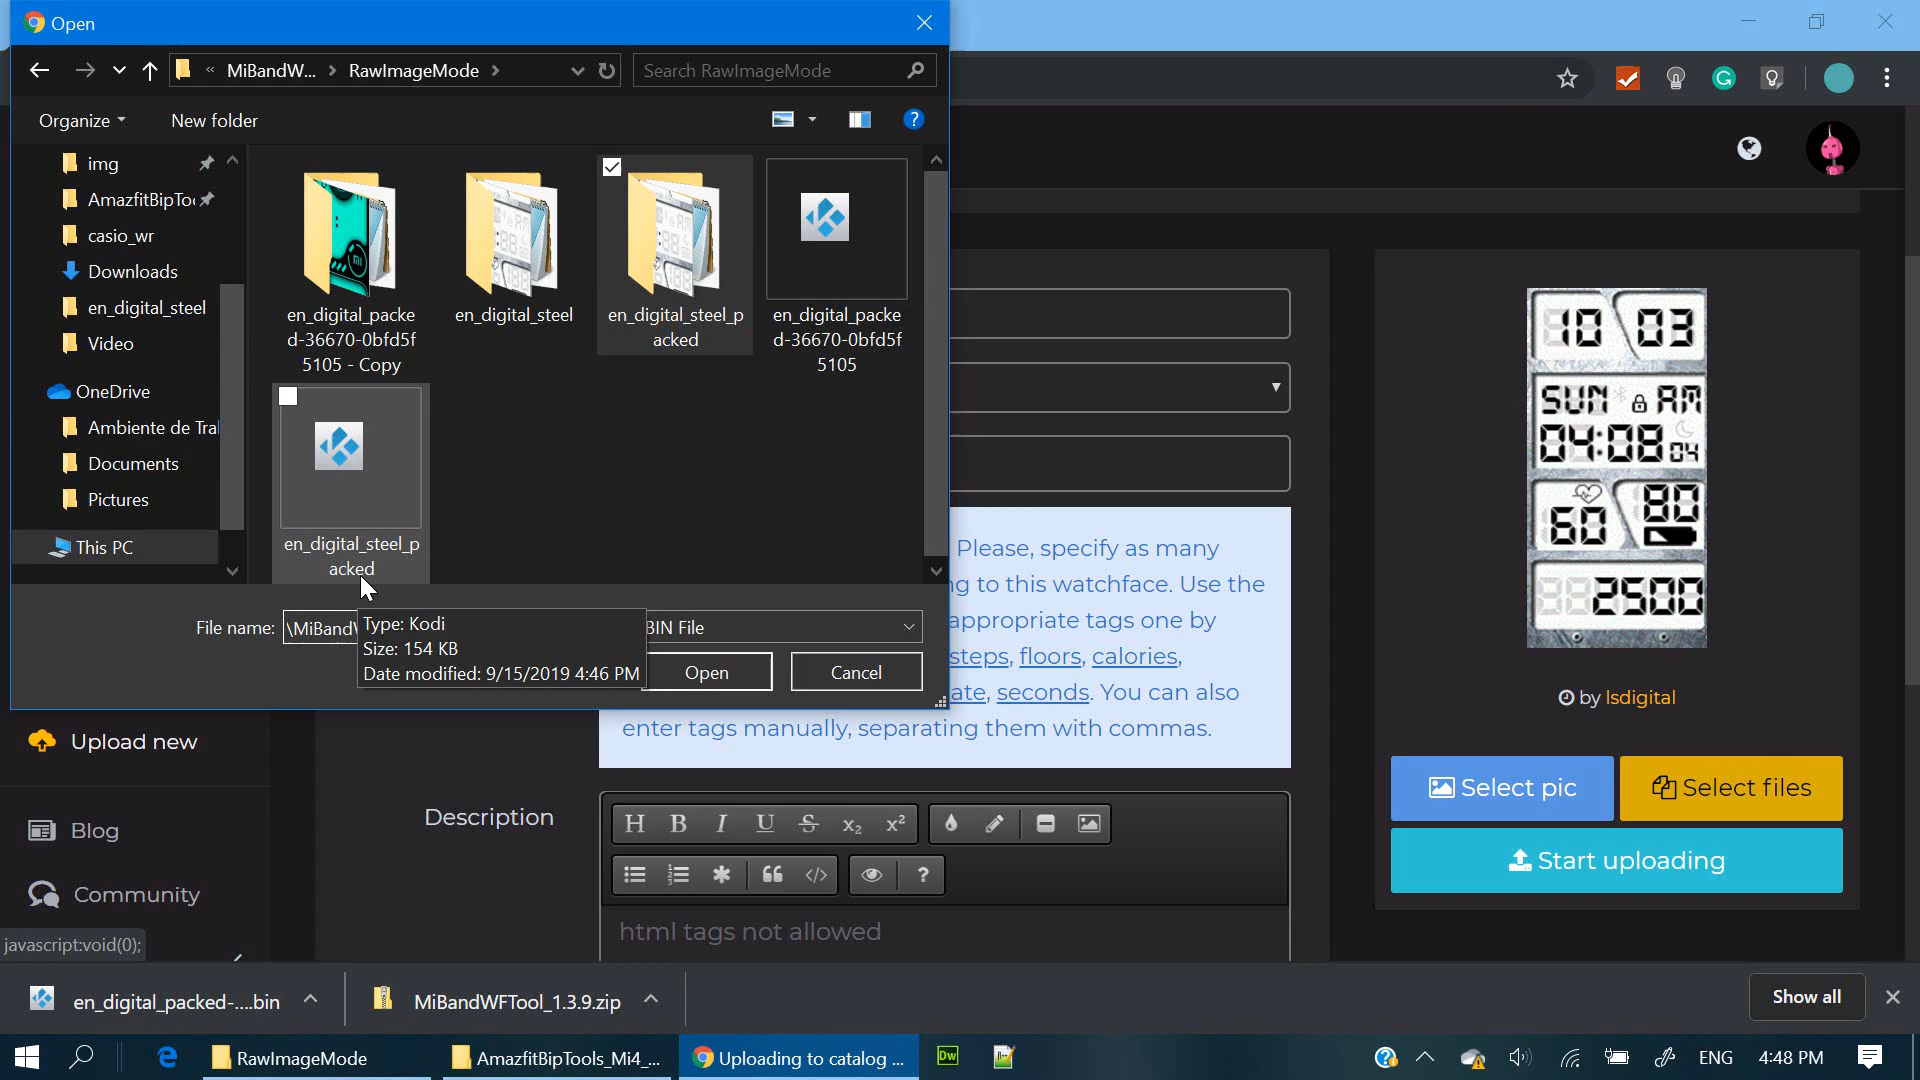 Open
« MiBandW... > RawImageMode >
Search RawImageMode
Organize
New folder
img
AmazfitBipToc
casio_wr
Downloads
en_digital_steel
Video
OneDrive
Ambiente de Tral
Documents
Pictures
This PC
en_digital_packe
d-36670-0bfd5f
5105 - Copy
en_digital_steel
en_digital_steel_p
acked
en_digital_packe
d-36670-0bfd5f
5105
en_digital_steel_p
acked
File name:
\MiBand\
BIN File
Type: Kodi
Size: 154 KB
Date modified: 9/15/2019 4:46 PM
Open
Cancel
Please, specify as many
ng to this watchface. Use the
appropriate tags one by
steps, floors, calories,
ate, seconds. You can also
enter tags manually, separating them with commas.
10 03
SUN AM
04:08 04
60 80
2500
by lsdigital
Select pic
Select files
Start uploading
Upload new
Blog
Community
Description
H B I U S x₂ x²
html tags not allowed
javascript:void(0);
en_digital_packed-....bin
MiBandWFTool_1.3.9.zip
Show all
RawImageMode
AmazfitBipTools_Mi4_...
Uploading to catalog ...
Dw
ENG
4:48 PM